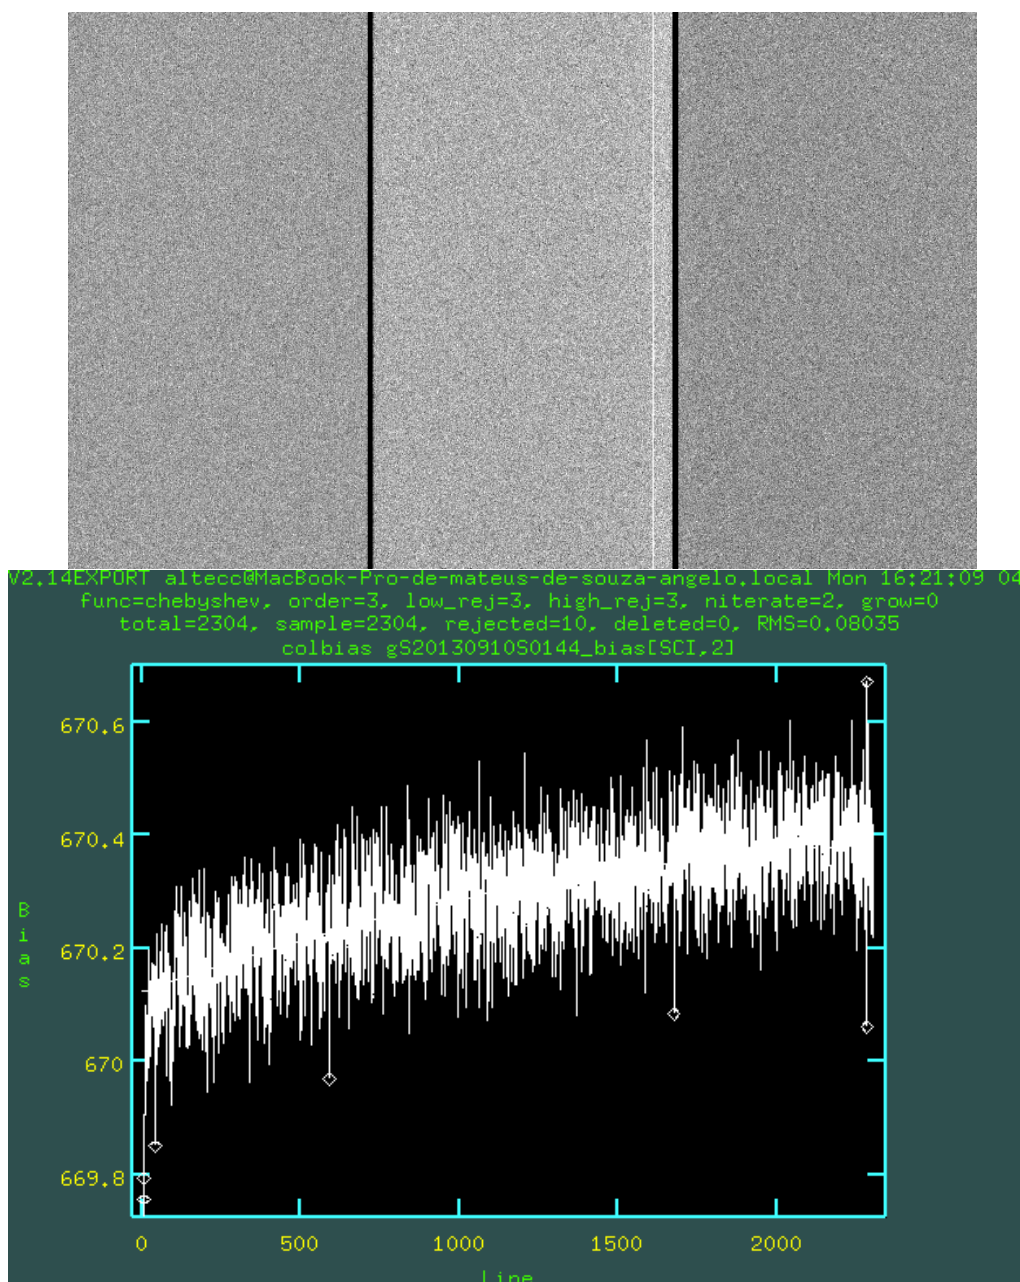 V2.14EXPORT altecc@MacBook-Pro-de-mateus-de-souza-angelo.local Mon 16:21:09 04
func=chebyshev, order=3, low_rej=3, high_rej=3, niterate=2, grow=0
total=2304, sample=2304, rejected=10, deleted=0, RMS=0.08035
colbias gS20130910S0144_bias[SCI,2]
670.6
670.4
670.2
670
669.8
Bias
0 500 1000 1500 2000
Line